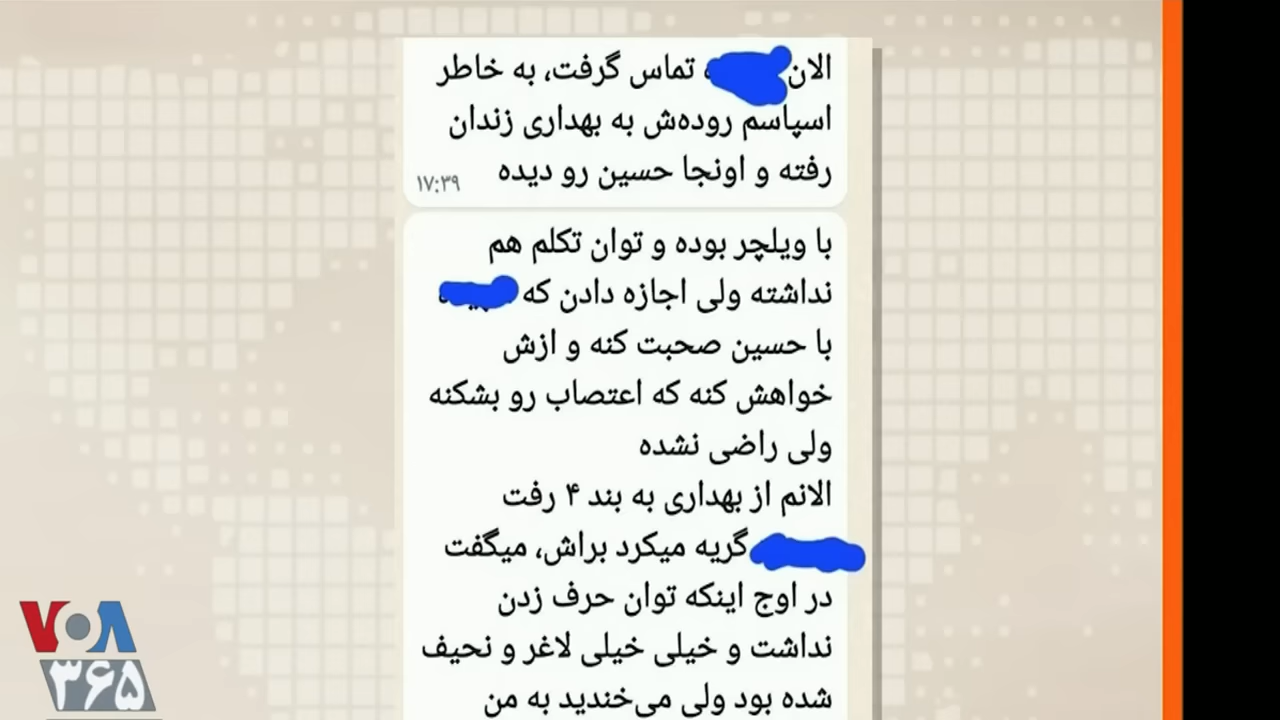 الان تماس گرفت، به خاطر
اسپاسم روده‌ش به بهداری زندان
رفته و اونجا حسین رو دیده
۱۷:۳۹
با ویلچر بوده و توان تکلم هم
نداشته ولی اجازه دادن که
با حسین صحبت کنه و ازش
خواهش کنه که اعتصاب رو بشکنه
ولی راضی نشده
الانم از بهداری به بند ۴ رفت
گریه میکرد براش، میگفت
در اوج اینکه توان حرف زدن
نداشت و خیلی خیلی لاغر و نحیف
شده بود ولی می‌خندید به من
VOA
۳۶۵